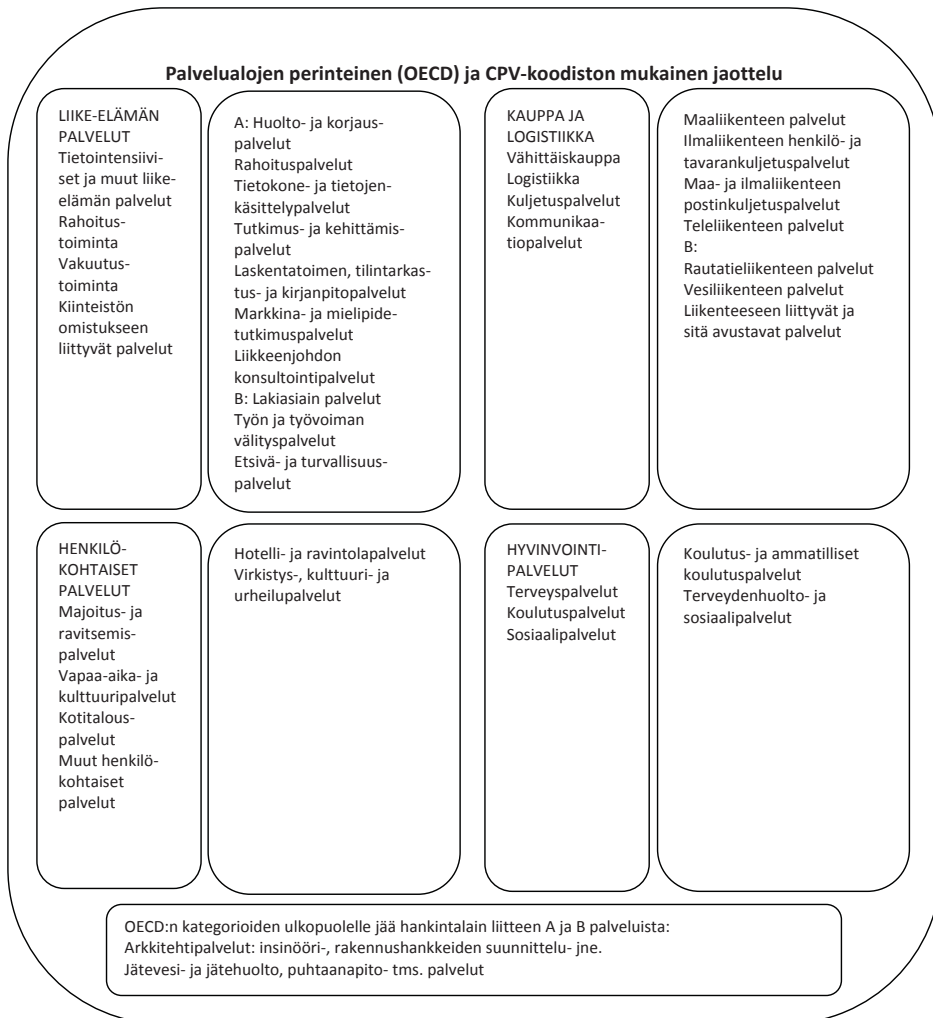 Palvelualojen perinteinen (OECD) ja CPV-koodiston mukainen jaottelu
LIIKE-ELÄMÄN
PALVELUT
Tietointensiivi-
set ja muut liike-
elämän palvelut
Rahoitus-
toiminta
Vakuutus-
toiminta
Kiinteistön
omistukseen
liittyvät palvelut
A: Huolto- ja korjaus-
palvelut
Rahoituspalvelut
Tietokone- ja tietojen-
käsittelypalvelut
Tutkimus- ja kehittämis-
palvelut
Laskentatoimen, tilintarkas-
tus- ja kirjanpitopalvelut
Markkina- ja mielipide-
tutkimuspalvelut
Liikkeenjohdon
konsultointipalvelut
B: Lakiasiain palvelut
Työn ja työvoiman
välityspalvelut
Etsivä- ja turvallisuus-
palvelut
KAUPPA JA
LOGISTIIKKA
Vähittäiskauppa
Logistiikka
Kuljetuspalvelut
Kommunikaa-
tiopalvelut
Maaliikenteen palvelut
Ilmaliikenteen henkilö- ja
tavarankuljetuspalvelut
Maa- ja ilmaliikenteen
postinkuljetuspalvelut
Teleliikenteen palvelut
B:
Rautatieliikenteen palvelut
Vesiliikenteen palvelut
Liikenteeseen liittyvät ja
sitä avustavat palvelut
HENKILÖ-
KOHTAISET
PALVELUT
Majoitus- ja
ravitsemis-
palvelut
Vapaa-aika- ja
kulttuuripalvelut
Kotitalous-
palvelut
Muut henkilö-
kohtaiset
palvelut
Hotelli- ja ravintolapalvelut
Virkistys-, kulttuuri- ja
urheilupalvelut
HYVINVOINTI-
PALVELUT
Terveyspalvelut
Koulutuspalvelut
Sosiaalipalvelut
Koulutus- ja ammatilliset
koulutuspalvelut
Terveydenhuolto- ja
sosiaalipalvelut
OECD:n kategorioiden ulkopuolelle jää hankintalain liitteen A ja B palveluista:
Arkkitehtipalvelut: insinööri-, rakennushankkeiden suunnittelu- jne.
Jätevesi- ja jätehuolto, puhtaanapito- tms. palvelut